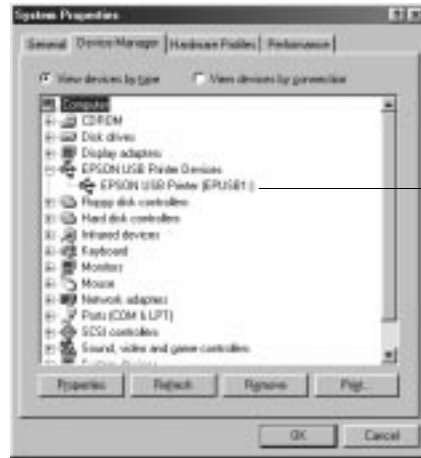 System Properties
General Device Manager Hardware Profiles Performance
View devices by type View devices by connection
Computer
CDROM
Disk drives
Display adapters
EPSON USB Printer Devices
EPSON USB Printer (EPUSB1:)
Floppy disk controllers
Hard disk controllers
Infrared devices
Keyboard
Monitors
Mouse
Network adapters
Ports (COM & LPT)
SCSI controllers
Sound, video and game controllers
Properties Refresh Remove Print...
OK Cancel